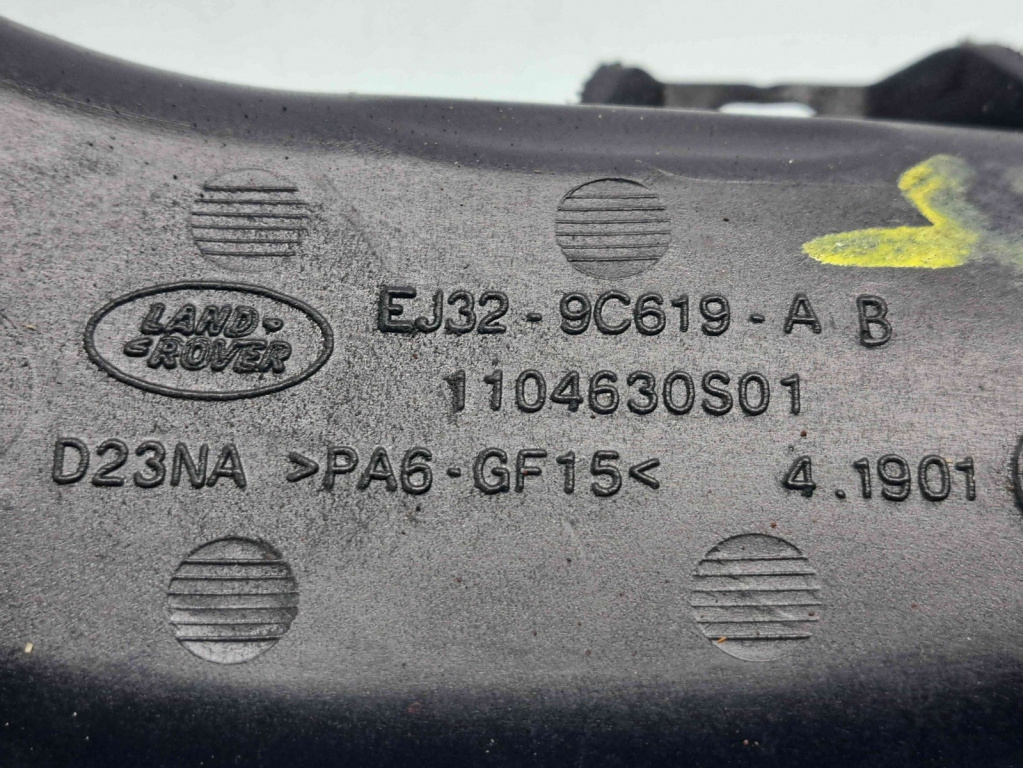 LAND-
ROVER
EJ32-9C619-A B
1104630S01
D23NA >PA6-GF15< 4.1901